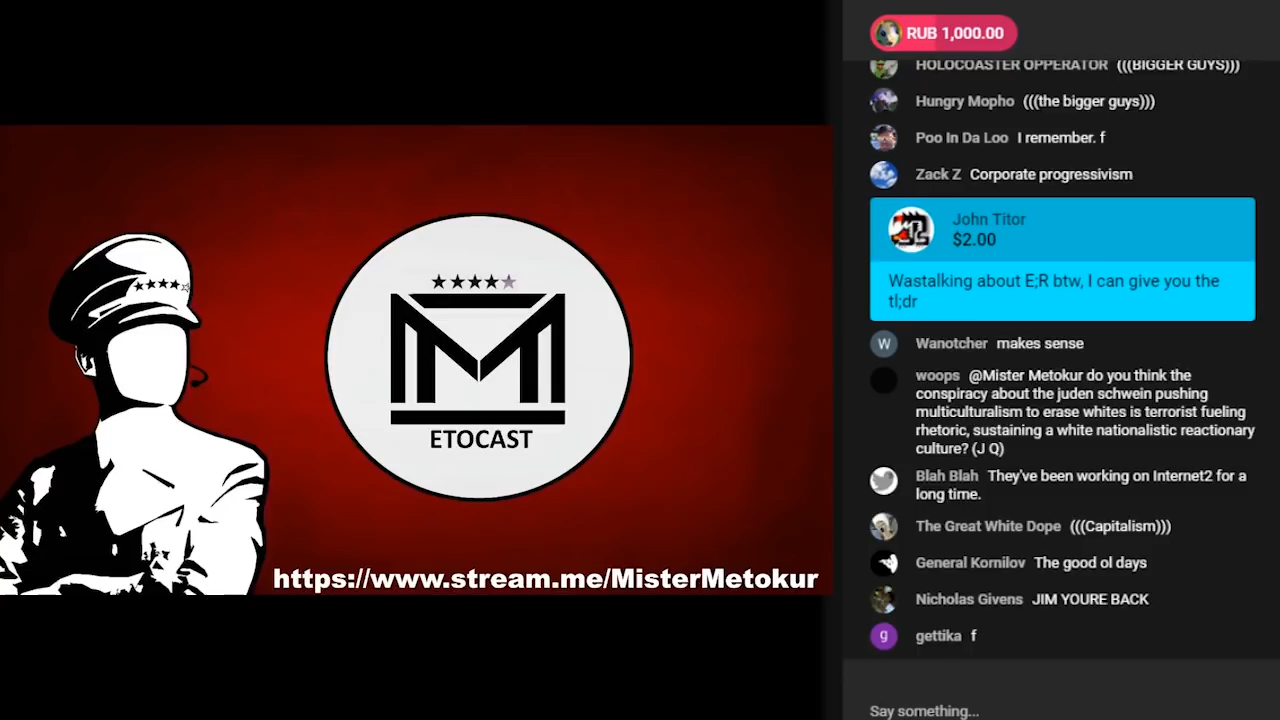 RUB 1,000.00
HOLOCOASTER OPPERATOR (((BIGGER GUYS)))
Hungry Mopho (((the bigger guys)))
Poo In Da Loo I remember. f
Zack Z Corporate progressivism
John Titor
$2.00
Wastalking about E;R btw, I can give you the
tl;dr
W Wanotcher makes sense
woops @Mister Metokur do you think the
conspiracy about the juden schwein pushing
multiculturalism to erase whites is terrorist fueling
rhetoric, sustaining a white nationalistic reactionary
culture? (J Q)
Blah Blah They've been working on Internet2 for a
long time.
The Great White Dope (((Capitalism)))
General Kornilov The good ol days
Nicholas Givens JIM YOURE BACK
g gettika f
Say something...
M
ETOCAST
https://www.stream.me/MisterMetokur